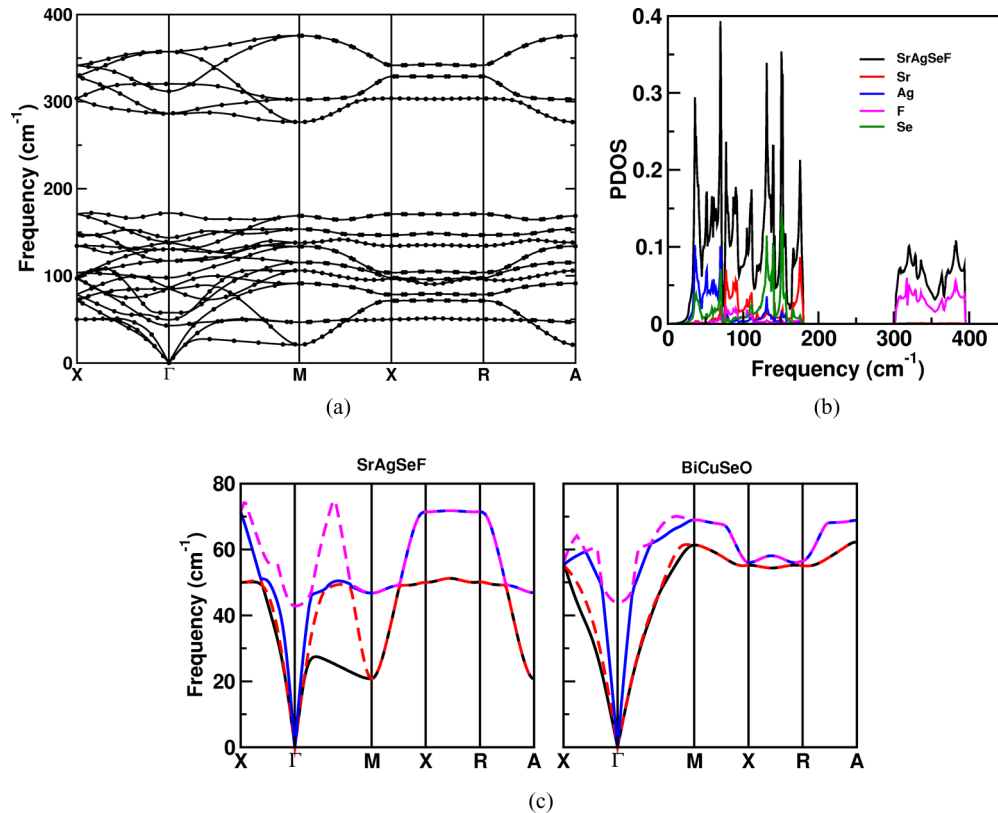 400
300
200
100
0
Frequency (cm⁻¹)
X Γ M X R A
(a)
0.4
0.3
0.2
0.1
0
PDOS
SrAgSeF
Sr
Ag
F
Se
0 100 200 300 400
Frequency (cm⁻¹)
(b)
SrAgSeF
BiCuSeO
80
60
40
20
0
Frequency (cm⁻¹)
X Γ M X R A
X Γ M X R A
(c)